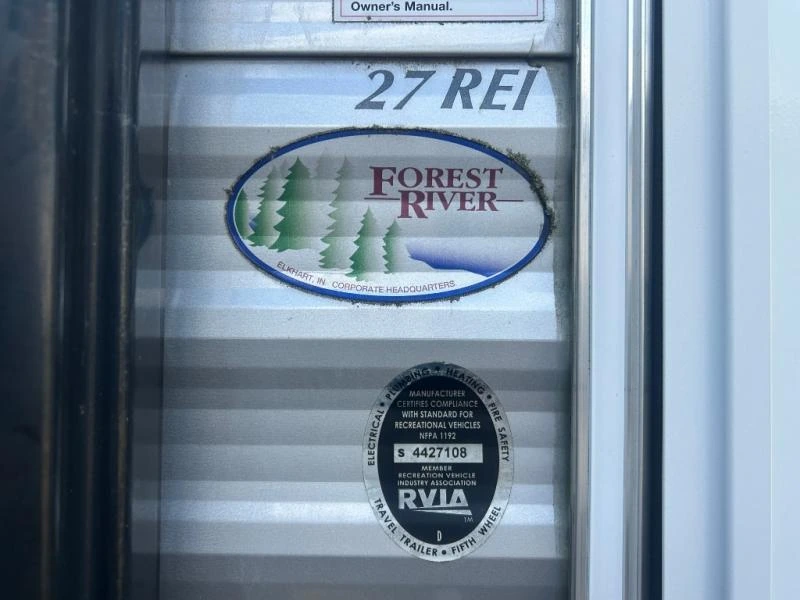 Owner's Manual.
27 REI
FOREST
RIVER
ELKHART, IN CORPORATE HEADQUARTERS
ELECTRICAL • PLUMBING • HEATING • FIRE SAFETY
MANUFACTURER
CERTIFIES COMPLIANCE
WITH STANDARD FOR
RECREATIONAL VEHICLES
NFPA 1192
S 4427108
MEMBER
RECREATION VEHICLE
INDUSTRY ASSOCIATION
RVIA
TM
D
TRAVEL TRAILER • FIFTH WHEEL